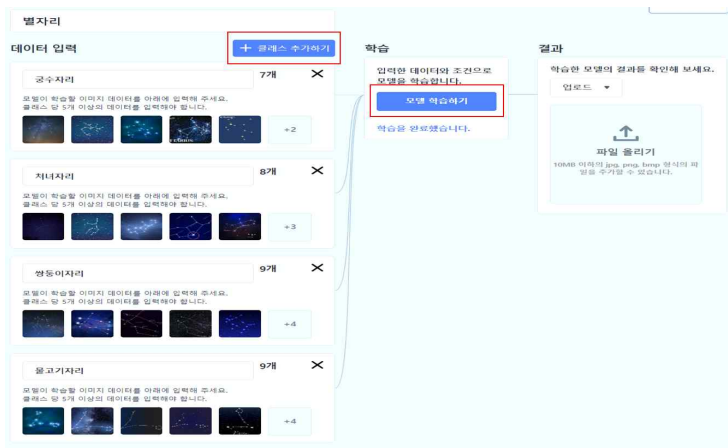 별자리
데이터 입력
+ 클래스 추가하기
궁수자리
7개
모델이 학습할 이미지 데이터를 아래에 입력해 주세요.
클래스 당 5개 이상의 데이터를 입력해야 합니다.
+2
처녀자리
8개
모델이 학습할 이미지 데이터를 아래에 입력해 주세요.
클래스 당 5개 이상의 데이터를 입력해야 합니다.
+3
쌍둥이자리
9개
모델이 학습할 이미지 데이터를 아래에 입력해 주세요.
클래스 당 5개 이상의 데이터를 입력해야 합니다.
+4
물고기자리
9개
모델이 학습할 이미지 데이터를 아래에 입력해 주세요.
클래스 당 5개 이상의 데이터를 입력해야 합니다.
+4
학습
입력한 데이터와 조건으로
모델을 학습합니다.
모델 학습하기
학습을 완료했습니다.
결과
학습한 모델의 결과를 확인해 보세요.
업로드
파일 올리기
10MB 이하의 jpg, png, bmp 형식의 파
일을 추가할 수 있습니다.